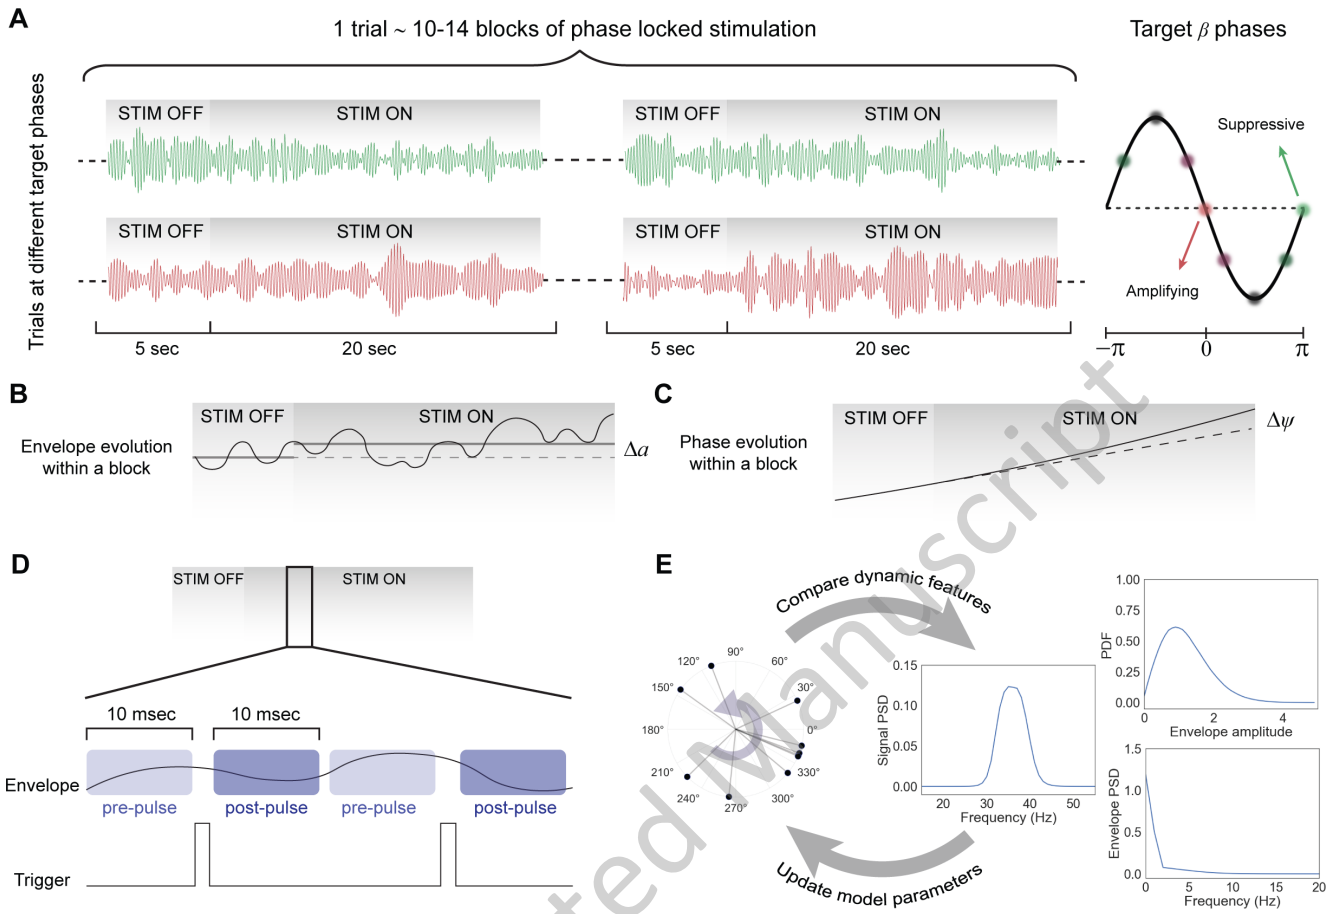 A
1 trial ~ 10-14 blocks of phase locked stimulation
Target β phases
Trials at different target phases
STIM OFF
STIM ON
STIM OFF
STIM ON
STIM OFF
STIM ON
STIM OFF
STIM ON
5 sec
20 sec
5 sec
20 sec
Suppressive
Amplifying
−π
0
π
B
Envelope evolution
within a block
STIM OFF
STIM ON
Δa
C
Phase evolution
within a block
STIM OFF
STIM ON
Δψ
D
STIM OFF
STIM ON
10 msec
10 msec
Envelope
pre-pulse
post-pulse
pre-pulse
post-pulse
Trigger
E
Compare dynamic features
Update model parameters
90°
60°
30°
0°
330°
300°
270°
240°
210°
180°
150°
120°
Signal PSD
0.15
0.10
0.05
0.00
20
30
40
50
Frequency (Hz)
PDF
1.00
0.75
0.50
0.25
0.00
0
2
4
Envelope amplitude
Envelope PSD
1.5
1.0
0.5
0.0
0
5
10
15
20
Frequency (Hz)
ted Manuscript